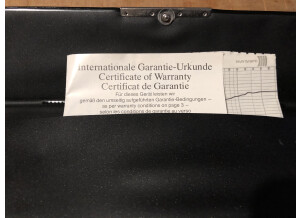 Internationale Garantie-Urkunde
Certificate of Warranty
Certificat de Garantie
Für dieses Gerät leisten wir
gemäß den umseitig aufgeführten Garantie-Bedingungen —
as per warranty conditions on page 3 —
selon les conditions de garantie au verso